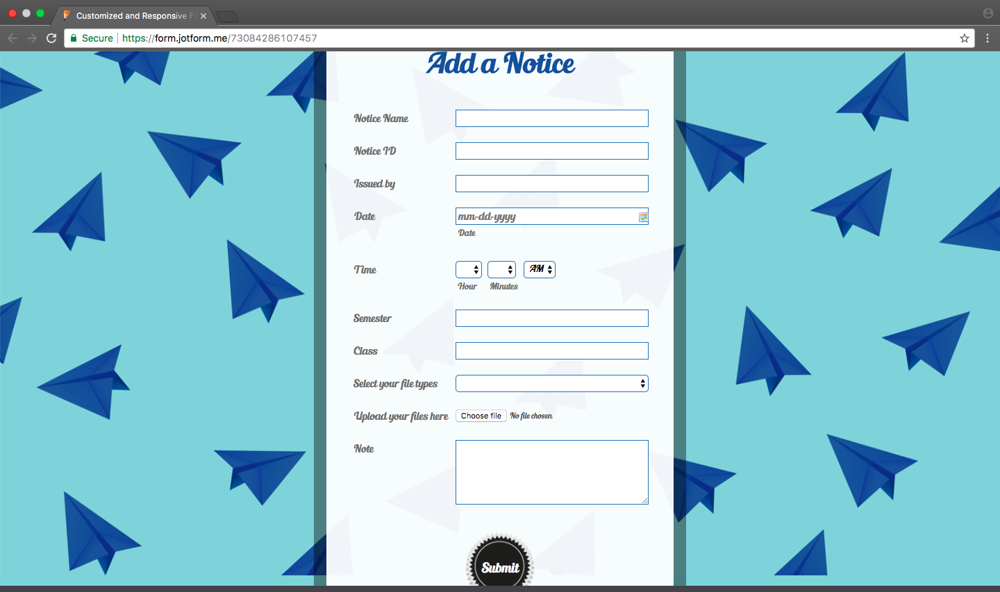 Customized and Responsive F
Secure
https://form.jotform.me/73084286107457
Add a Notice
Notice Name
Notice ID
Issued by
Date mm-dd-yyyy
Date
Time AM
Hour Minutes
Semester
Class
Select your file types
Upload your files here Choose file No file chosen
Note
Submit